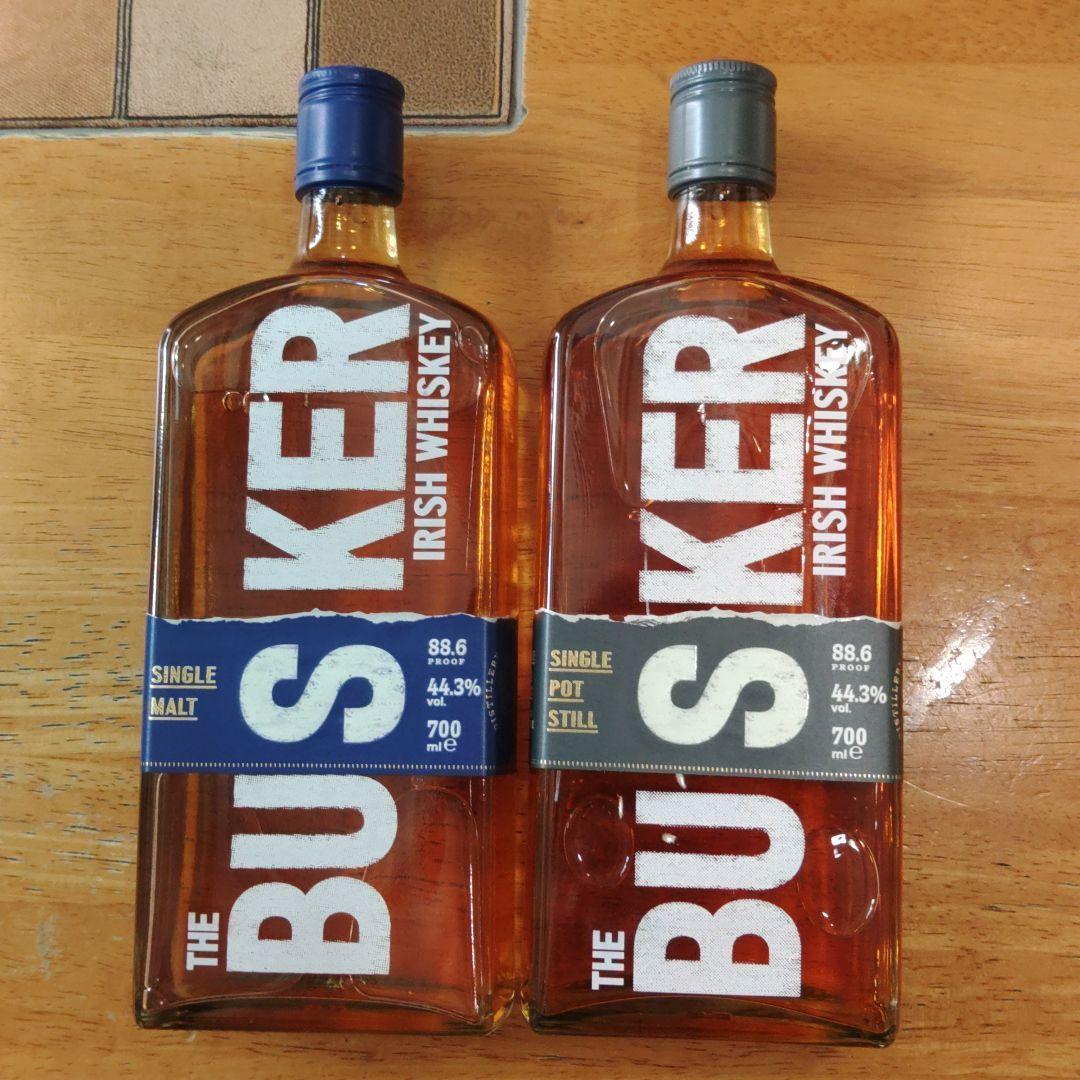 THE BUSKER
IRISH WHISKEY
SINGLE
MALT
88.6
PROOF
44.3%
vol.
700
ml e
DISTILLERY
THE BUSKER
IRISH WHISKEY
SINGLE
POT
STILL
88.6
PROOF
44.3%
vol.
700
ml e